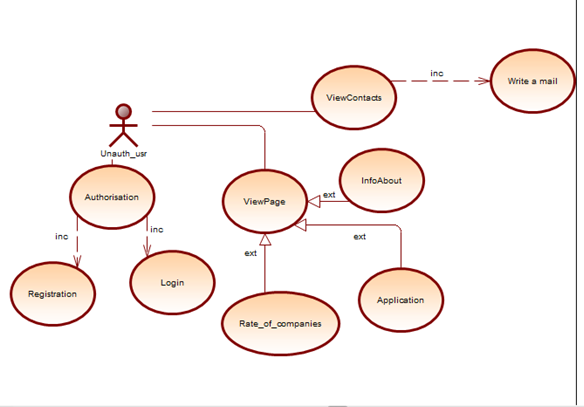 inc
Write a mail
ViewContacts
Unauth_usr
Authorisation
ViewPage
ext
InfoAbout
inc
inc
ext
ext
Registration
Login
Rate_of_companies
Application